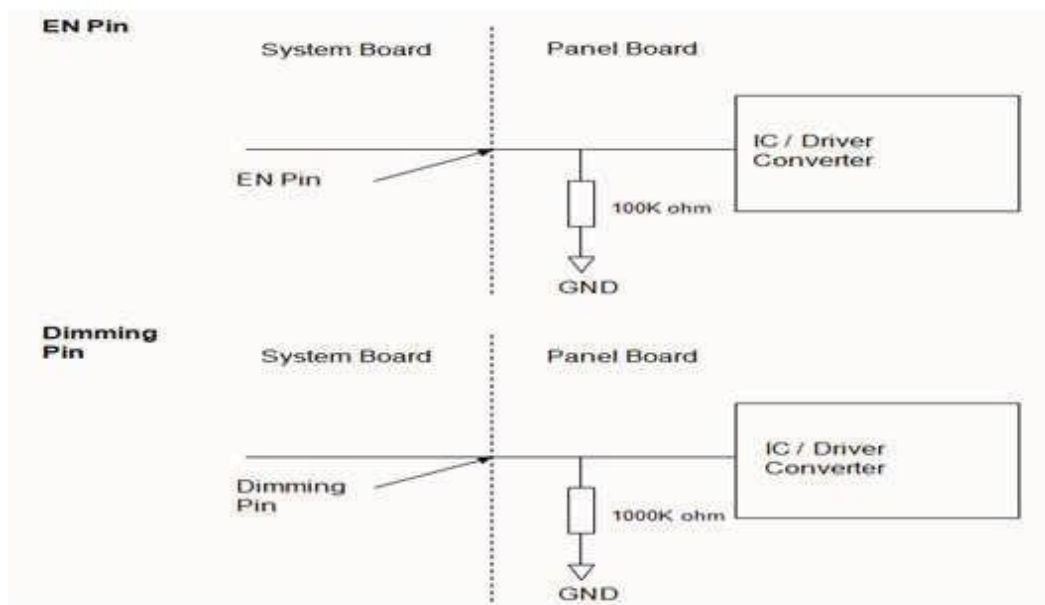 EN Pin
System Board
Panel Board
IC / Driver
Converter
EN Pin
100K ohm
GND
Dimming
Pin
System Board
Panel Board
IC / Driver
Converter
Dimming
Pin
1000K ohm
GND